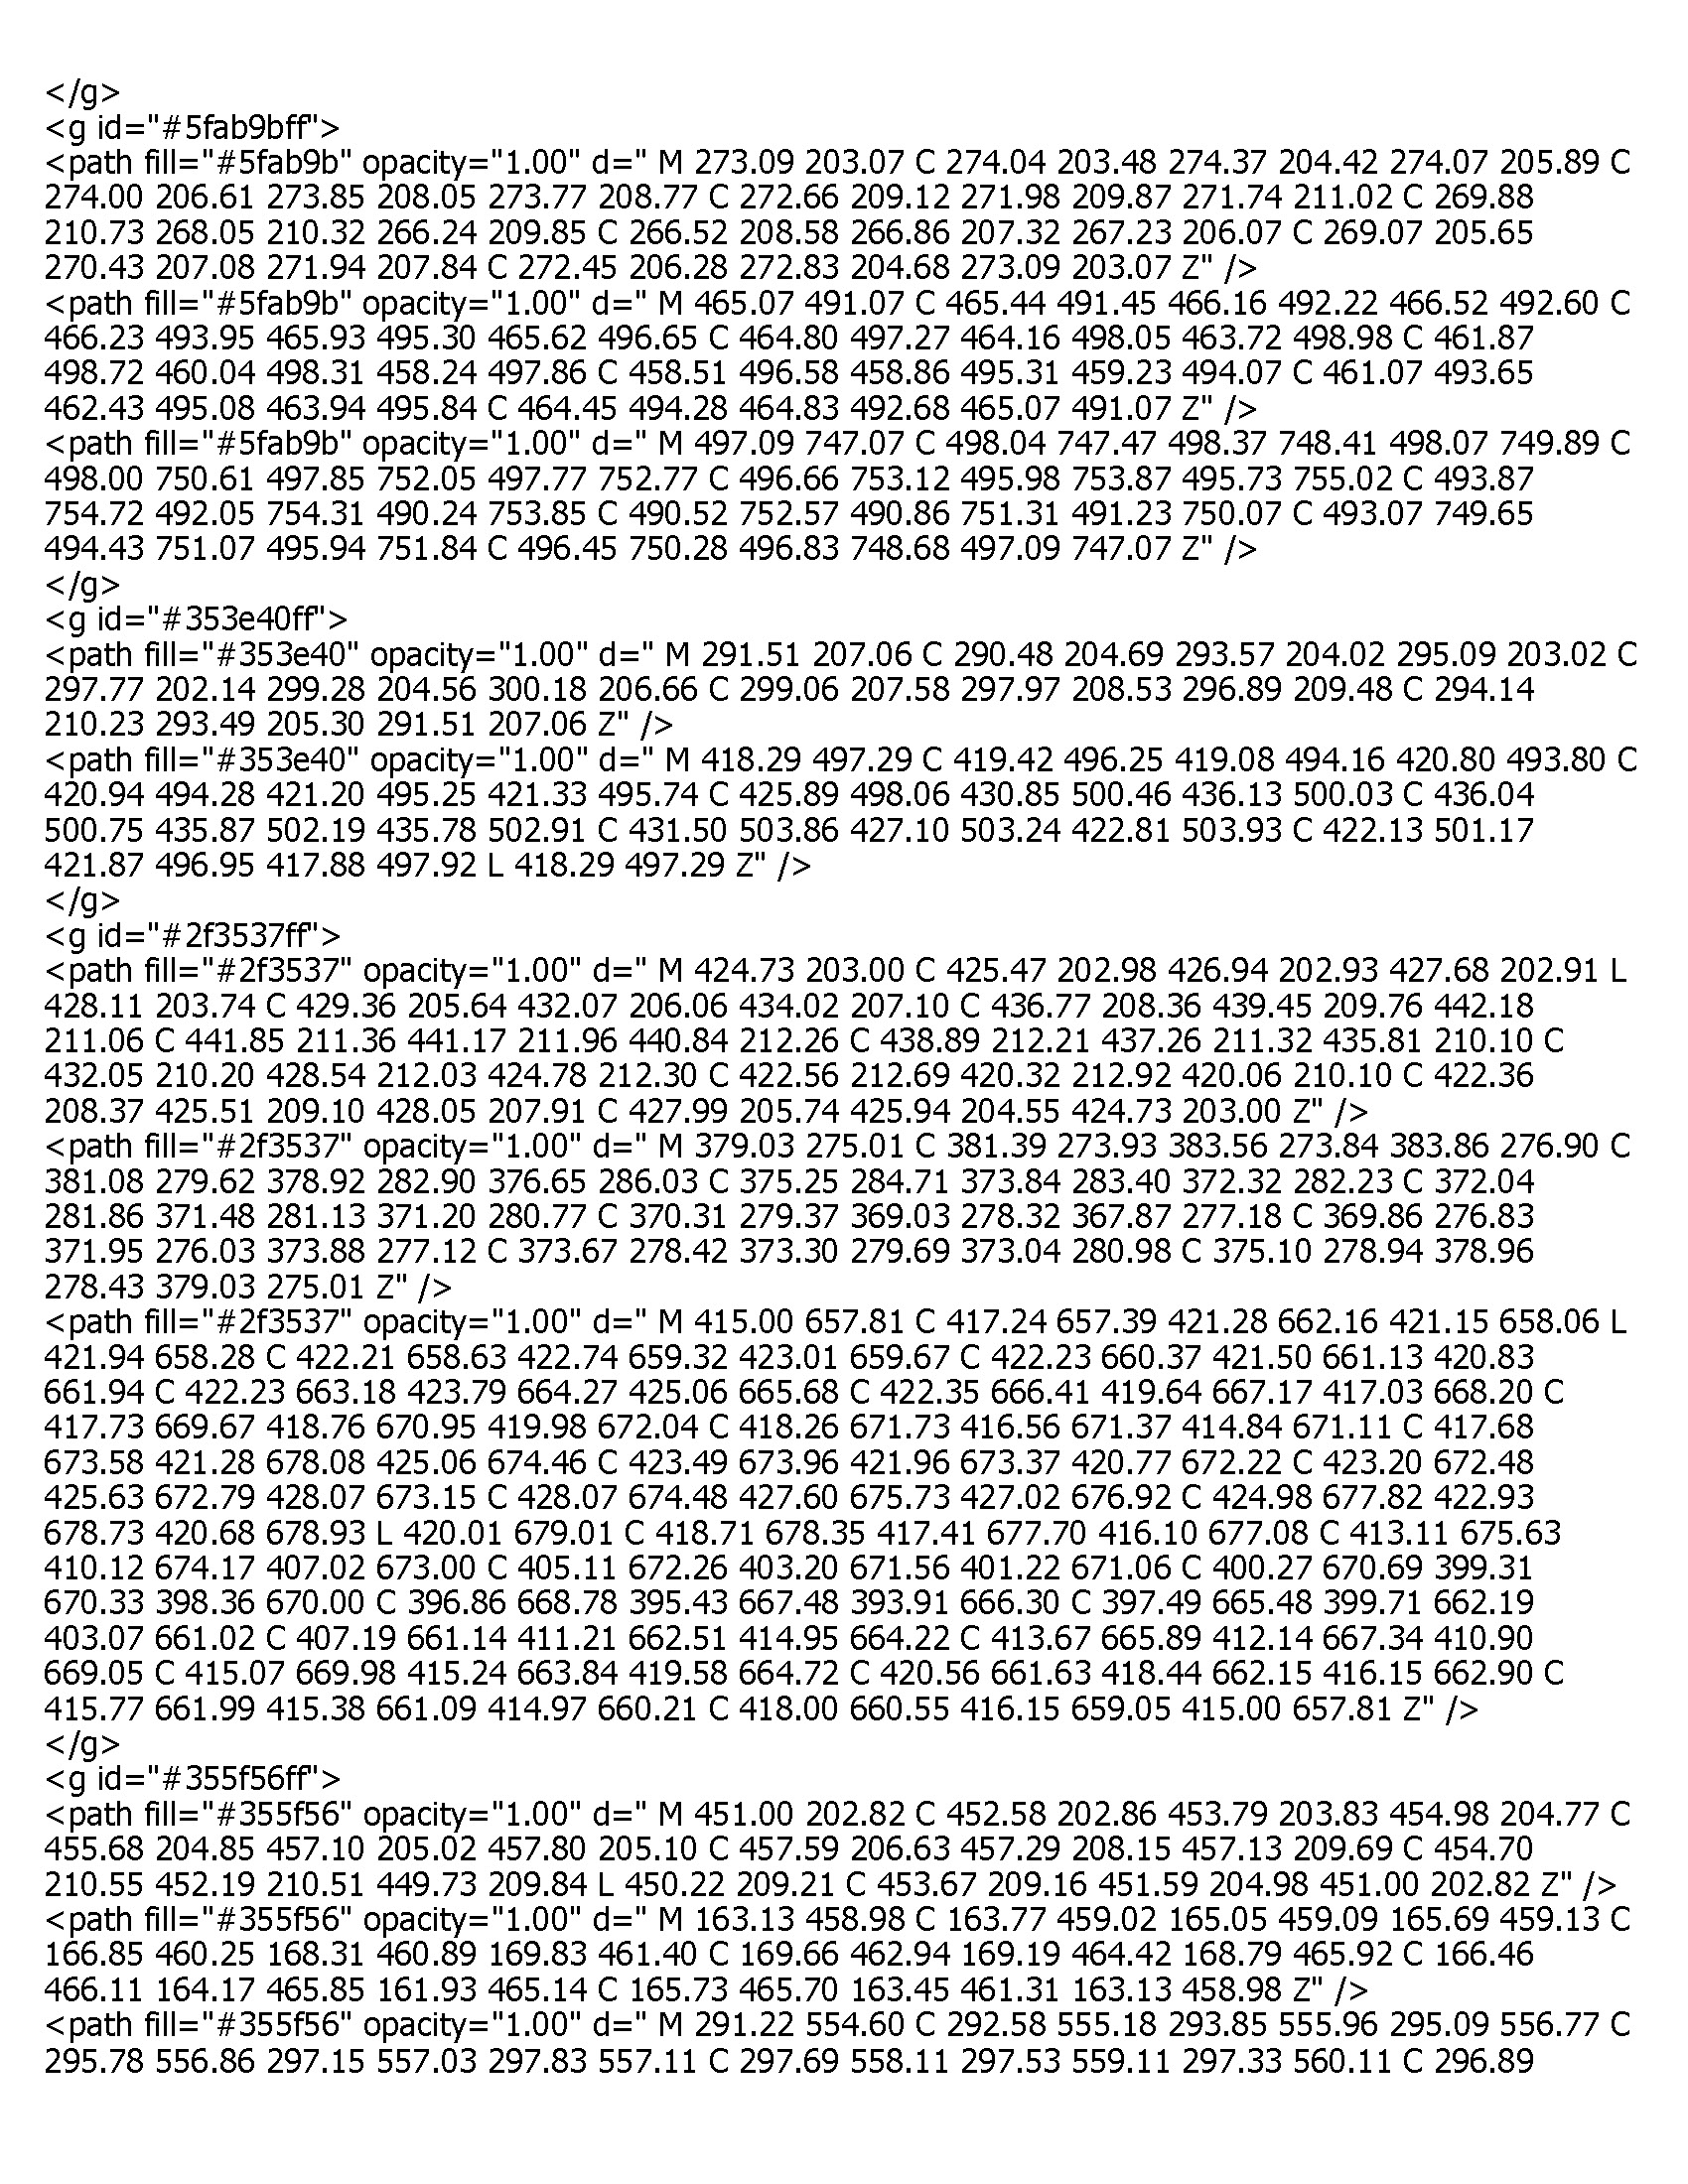 </g>
<g id="#5fab9bff">
<path fill="#5fab9b" opacity="1.00" d=" M 273.09 203.07 C 274.04 203.48 274.37 204.42 274.07 205.89 C
274.00 206.61 273.85 208.05 273.77 208.77 C 272.66 209.12 271.98 209.87 271.74 211.02 C 269.88
210.73 268.05 210.32 266.24 209.85 C 266.52 208.58 266.86 207.32 267.23 206.07 C 269.07 205.65
270.43 207.08 271.94 207.84 C 272.45 206.28 272.83 204.68 273.09 203.07 Z" />
<path fill="#5fab9b" opacity="1.00" d=" M 465.07 491.07 C 465.44 491.45 466.16 492.22 466.52 492.60 C
466.23 493.95 465.93 495.30 465.62 496.65 C 464.80 497.27 464.16 498.05 463.72 498.98 C 461.87
498.72 460.04 498.31 458.24 497.86 C 458.51 496.58 458.86 495.31 459.23 494.07 C 461.07 493.65
462.43 495.08 463.94 495.84 C 464.45 494.28 464.83 492.68 465.07 491.07 Z" />
<path fill="#5fab9b" opacity="1.00" d=" M 497.09 747.07 C 498.04 747.47 498.37 748.41 498.07 749.89 C
498.00 750.61 497.85 752.05 497.77 752.77 C 496.66 753.12 495.98 753.87 495.73 755.02 C 493.87
754.72 492.05 754.31 490.24 753.85 C 490.52 752.57 490.86 751.31 491.23 750.07 C 493.07 749.65
494.43 751.07 495.94 751.84 C 496.45 750.28 496.83 748.68 497.09 747.07 Z" />
</g>
<g id="#353e40ff">
<path fill="#353e40" opacity="1.00" d=" M 291.51 207.06 C 290.48 204.69 293.57 204.02 295.09 203.02 C
297.77 202.14 299.28 204.56 300.18 206.66 C 299.06 207.58 297.97 208.53 296.89 209.48 C 294.14
210.23 293.49 205.30 291.51 207.06 Z" />
<path fill="#353e40" opacity="1.00" d=" M 418.29 497.29 C 419.42 496.25 419.08 494.16 420.80 493.80 C
420.94 494.28 421.20 495.25 421.33 495.74 C 425.89 498.06 430.85 500.46 436.13 500.03 C 436.04
500.75 435.87 502.19 435.78 502.91 C 431.50 503.86 427.10 503.24 422.81 503.93 C 422.13 501.17
421.87 496.95 417.88 497.92 L 418.29 497.29 Z" />
</g>
<g id="#2f3537ff">
<path fill="#2f3537" opacity="1.00" d=" M 424.73 203.00 C 425.47 202.98 426.94 202.93 427.68 202.91 L
428.11 203.74 C 429.36 205.64 432.07 206.06 434.02 207.10 C 436.77 208.36 439.45 209.76 442.18
211.06 C 441.85 211.36 441.17 211.96 440.84 212.26 C 438.89 212.21 437.26 211.32 435.81 210.10 C
432.05 210.20 428.54 212.03 424.78 212.30 C 422.56 212.69 420.32 212.92 420.06 210.10 C 422.36
208.37 425.51 209.10 428.05 207.91 C 427.99 205.74 425.94 204.55 424.73 203.00 Z" />
<path fill="#2f3537" opacity="1.00" d=" M 379.03 275.01 C 381.39 273.93 383.56 273.84 383.86 276.90 C
381.08 279.62 378.92 282.90 376.65 286.03 C 375.25 284.71 373.84 283.40 372.32 282.23 C 372.04
281.86 371.48 281.13 371.20 280.77 C 370.31 279.37 369.03 278.32 367.87 277.18 C 369.86 276.83
371.95 276.03 373.88 277.12 C 373.67 278.42 373.30 279.69 373.04 280.98 C 375.10 278.94 378.96
278.43 379.03 275.01 Z" />
<path fill="#2f3537" opacity="1.00" d=" M 415.00 657.81 C 417.24 657.39 421.28 662.16 421.15 658.06 L
421.94 658.28 C 422.21 658.63 422.74 659.32 423.01 659.67 C 422.23 660.37 421.50 661.13 420.83
661.94 C 422.23 663.18 423.79 664.27 425.06 665.68 C 422.35 666.41 419.64 667.17 417.03 668.20 C
417.73 669.67 418.76 670.95 419.98 672.04 C 418.26 671.73 416.56 671.37 414.84 671.11 C 417.68
673.58 421.28 678.08 425.06 674.46 C 423.49 673.96 421.96 673.37 420.77 672.22 C 423.20 672.48
425.63 672.79 428.07 673.15 C 428.07 674.48 427.60 675.73 427.02 676.92 C 424.98 677.82 422.93
678.73 420.68 678.93 L 420.01 679.01 C 418.71 678.35 417.41 677.70 416.10 677.08 C 413.11 675.63
410.12 674.17 407.02 673.00 C 405.11 672.26 403.20 671.56 401.22 671.06 C 400.27 670.69 399.31
670.33 398.36 670.00 C 396.86 668.78 395.43 667.48 393.91 666.30 C 397.49 665.48 399.71 662.19
403.07 661.02 C 407.19 661.14 411.21 662.51 414.95 664.22 C 413.67 665.89 412.14 667.34 410.90
669.05 C 415.07 669.98 415.24 663.84 419.58 664.72 C 420.56 661.63 418.44 662.15 416.15 662.90 C
415.77 661.99 415.38 661.09 414.97 660.21 C 418.00 660.55 416.15 659.05 415.00 657.81 Z" />
</g>
<g id="#355f56ff">
<path fill="#355f56" opacity="1.00" d=" M 451.00 202.82 C 452.58 202.86 453.79 203.83 454.98 204.77 C
455.68 204.85 457.10 205.02 457.80 205.10 C 457.59 206.63 457.29 208.15 457.13 209.69 C 454.70
210.55 452.19 210.51 449.73 209.84 L 450.22 209.21 C 453.67 209.16 451.59 204.98 451.00 202.82 Z" />
<path fill="#355f56" opacity="1.00" d=" M 163.13 458.98 C 163.77 459.02 165.05 459.09 165.69 459.13 C
166.85 460.25 168.31 460.89 169.83 461.40 C 169.66 462.94 169.19 464.42 168.79 465.92 C 166.46
466.11 164.17 465.85 161.93 465.14 C 165.73 465.70 163.45 461.31 163.13 458.98 Z" />
<path fill="#355f56" opacity="1.00" d=" M 291.22 554.60 C 292.58 555.18 293.85 555.96 295.09 556.77 C
295.78 556.86 297.15 557.03 297.83 557.11 C 297.69 558.11 297.53 559.11 297.33 560.11 C 296.89